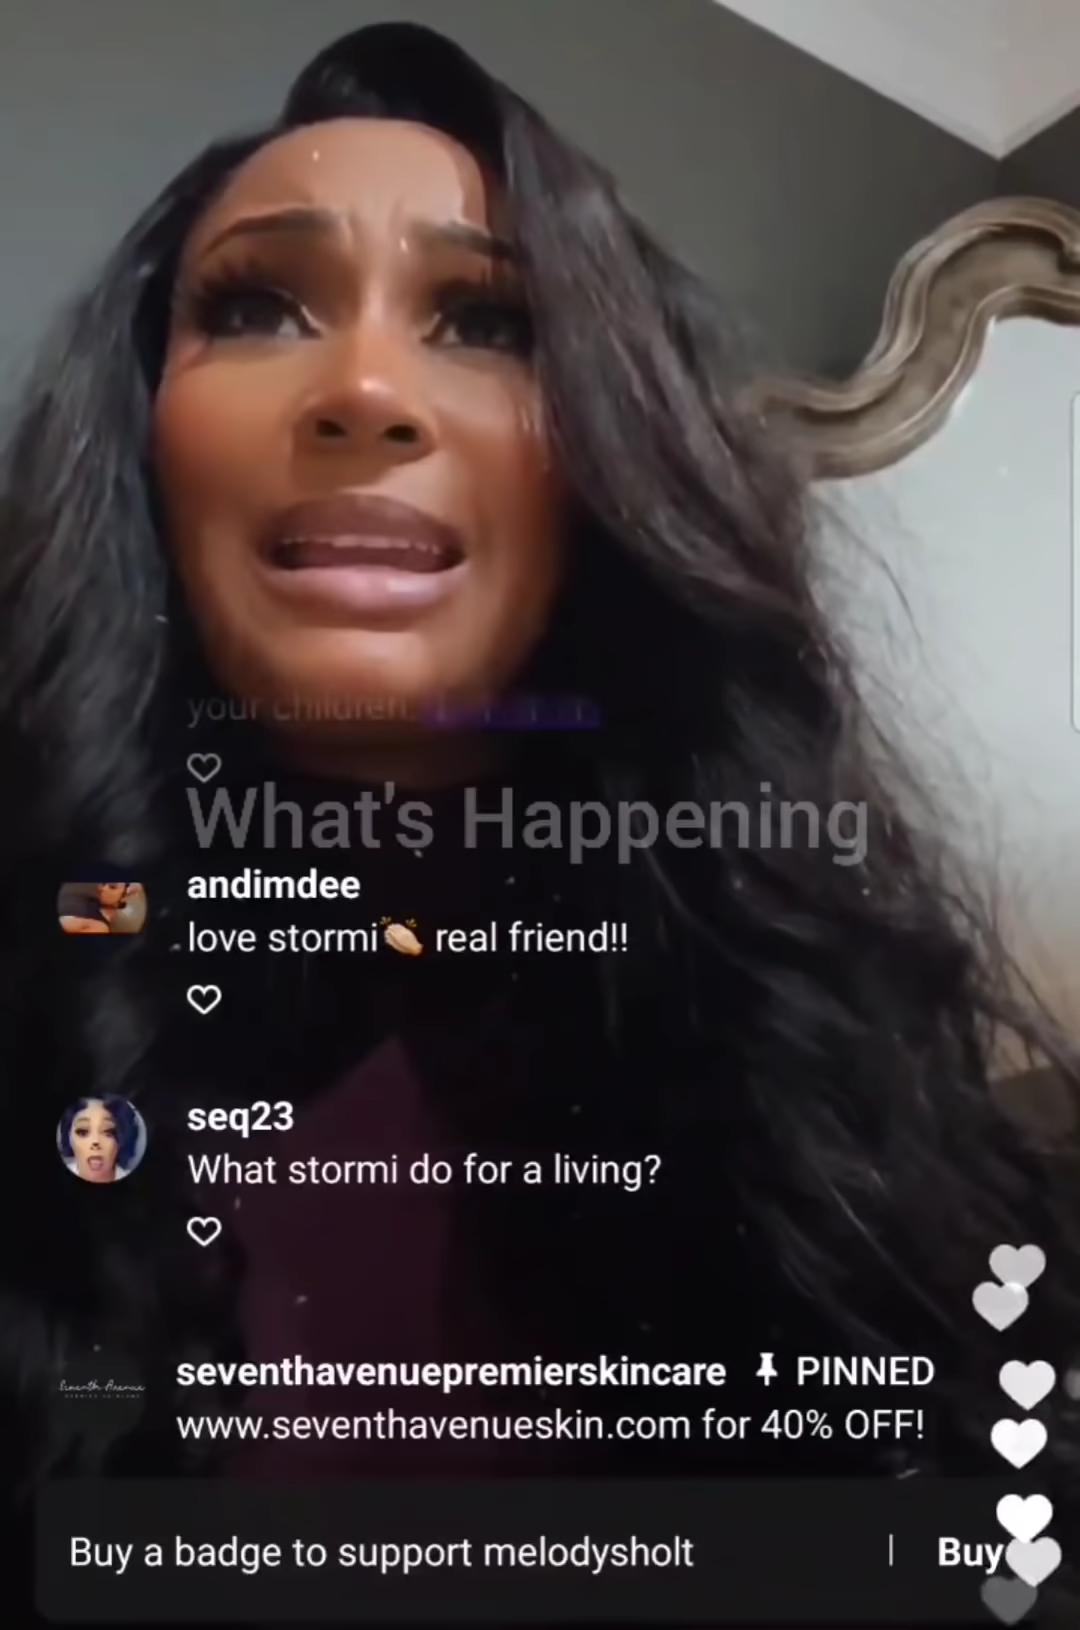 your children.
What's Happening
andimdee
love stormi👏🏼 real friend!!
seq23
What stormi do for a living?
seventhavenuepremierskincare PINNED
www.seventhavenueskin.com for 40% OFF!
Buy a badge to support melodysholt | Buy